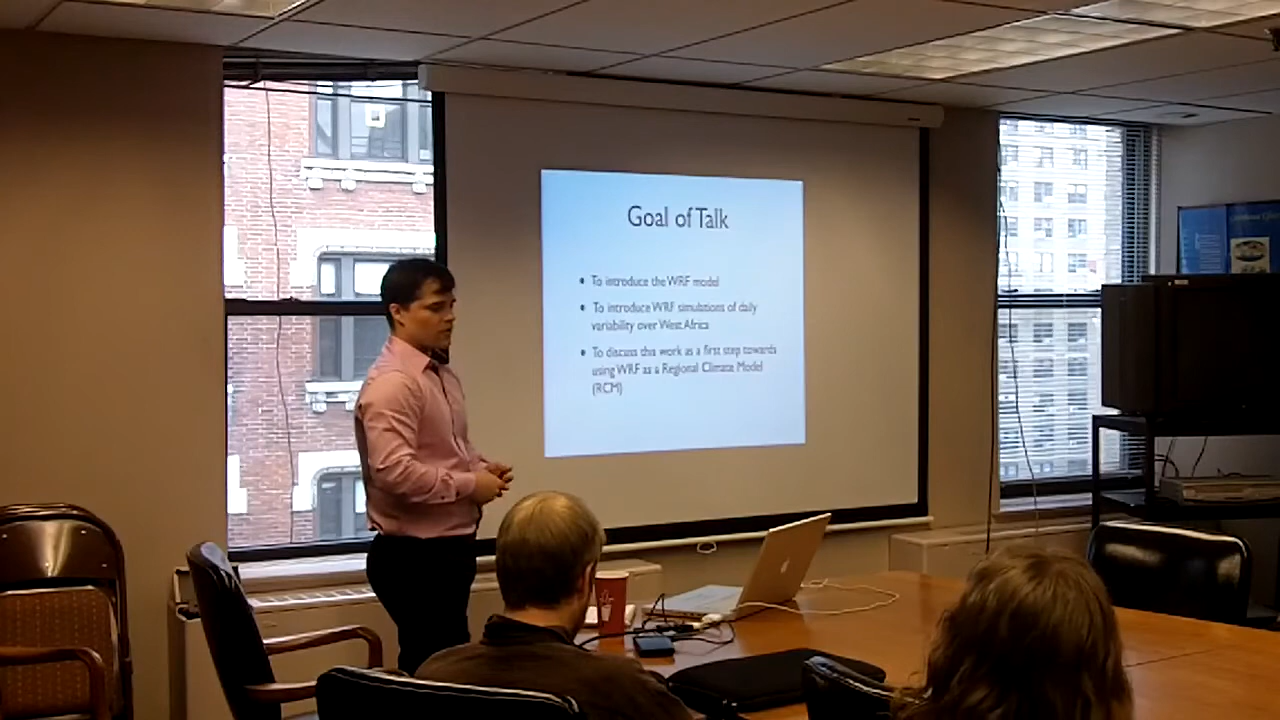 Goal of Talk
• To introduce the WRF model
• To introduce WRF simulations of daily
variability over West Africa
• To discuss this work as a first step towards
using WRF as a Regional Climate Model
(RCM)